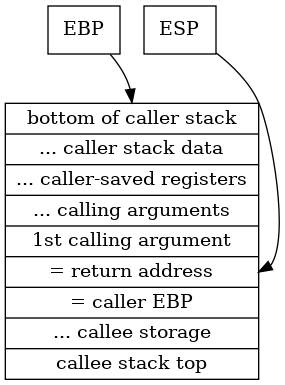 EBP
ESP
bottom of caller stack
... caller stack data
... caller-saved registers
... calling arguments
1st calling argument
= return address
= caller EBP
... callee storage
callee stack top